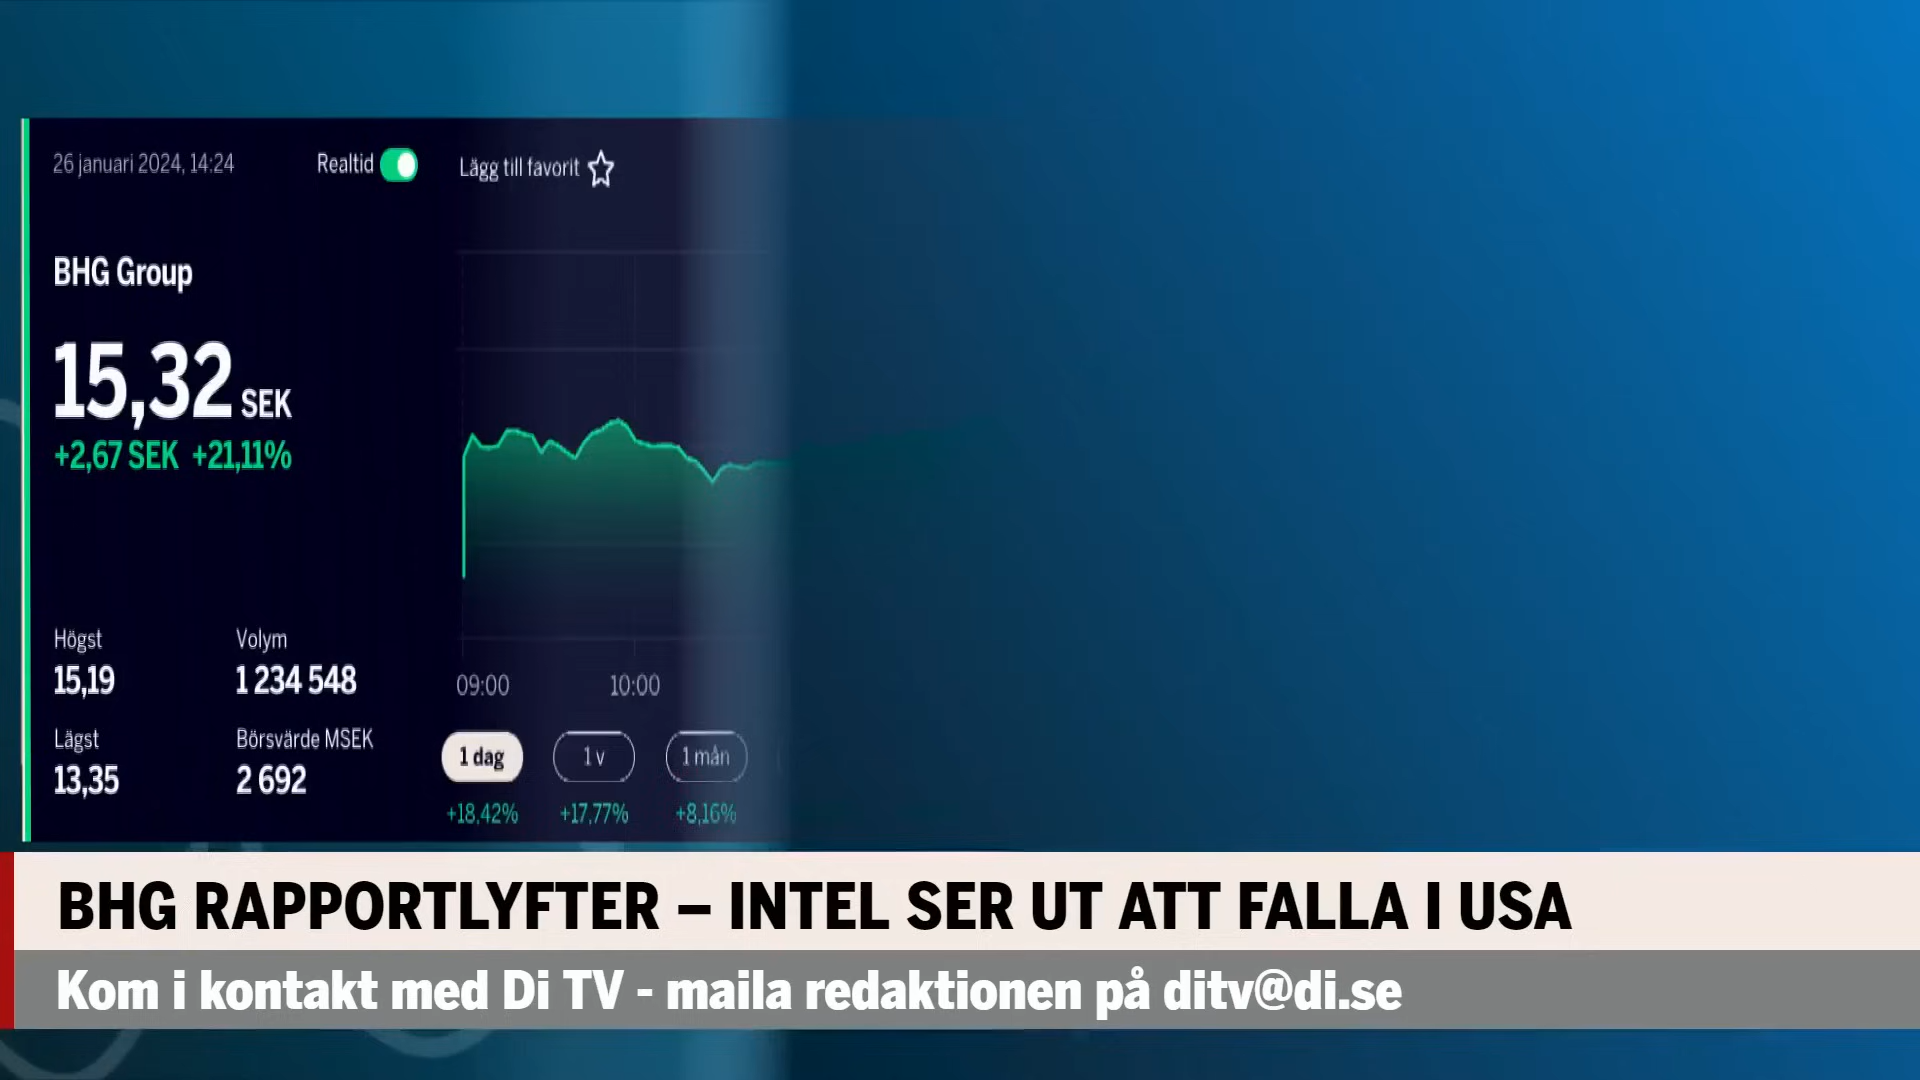 26 januari 2024, 14:24
Realtid
Lägg till favorit
BHG Group
15,32 SEK
+2,67 SEK +21,11%
Högst
Volym
15,19
1 234 548
Lägst
Börsvärde MSEK
13,35
2 692
09:00
10:00
1 dag
1 v
1 mån
+18,42%
+17,77%
+8,16%
BHG RAPPORTLYFTER – INTEL SER UT ATT FALLA I USA
Kom i kontakt med Di TV - maila redaktionen på ditv@di.se